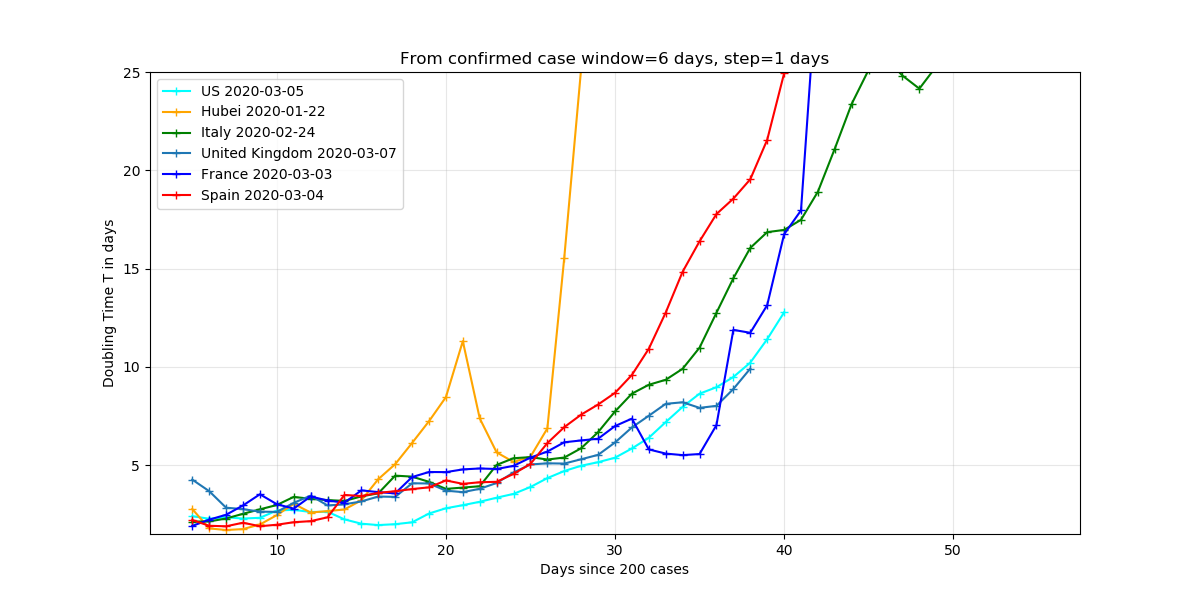 From confirmed case window=6 days, step=1 days
25
20
15
10
5
US 2020-03-05
Hubei 2020-01-22
Italy 2020-02-24
United Kingdom 2020-03-07
France 2020-03-03
Spain 2020-03-04
Doubling Time T in days
10
20
30
40
50
Days since 200 cases